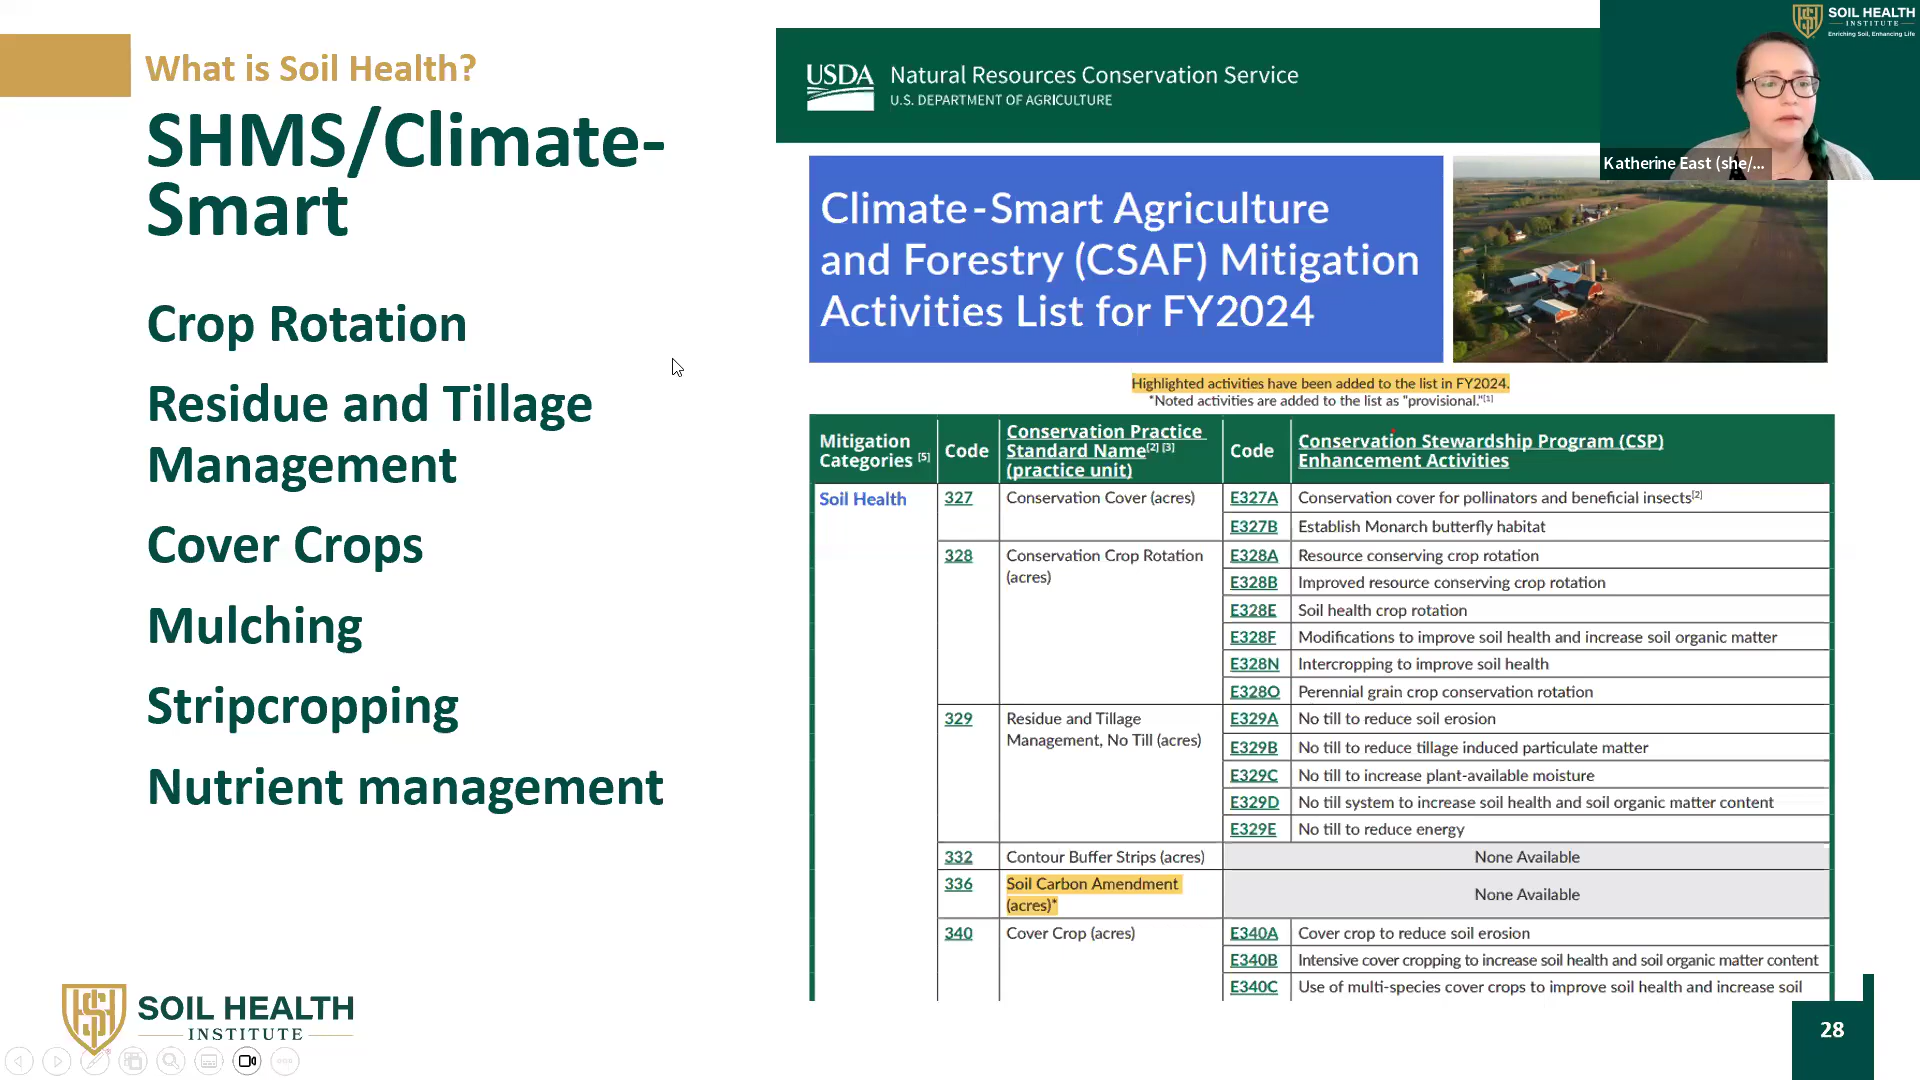 What is Soil Health?
SHMS/Climate-
Smart
Crop Rotation
Residue and Tillage
Management
Cover Crops
Mulching
Stripcropping
Nutrient management
SOIL HEALTH
INSTITUTE
USDA
Natural Resources Conservation Service
U.S. DEPARTMENT OF AGRICULTURE
SOIL HEALTH
INSTITUTE
Enriching Soil, Enhancing Life
Katherine East (she/...
Climate-Smart Agriculture
and Forestry (CSAF) Mitigation
Activities List for FY2024
Highlighted activities have been added to the list in FY2024.
*Noted activities are added to the list as "provisional."[1]
Mitigation
Categories [5]
Code
Conservation Practice
Standard Name[2] [3]
(practice unit)
Code
Conservation Stewardship Program (CSP)
Enhancement Activities
Soil Health
327
Conservation Cover (acres)
E327A
Conservation cover for pollinators and beneficial insects[2]
E327B
Establish Monarch butterfly habitat
328
Conservation Crop Rotation
(acres)
E328A
Resource conserving crop rotation
E328B
Improved resource conserving crop rotation
E328E
Soil health crop rotation
E328F
Modifications to improve soil health and increase soil organic matter
E328N
Intercropping to improve soil health
E328O
Perennial grain crop conservation rotation
329
Residue and Tillage
Management, No Till (acres)
E329A
No till to reduce soil erosion
E329B
No till to reduce tillage induced particulate matter
E329C
No till to increase plant-available moisture
E329D
No till system to increase soil health and soil organic matter content
E329E
No till to reduce energy
332
Contour Buffer Strips (acres)
None Available
336
Soil Carbon Amendment
(acres)*
None Available
340
Cover Crop (acres)
E340A
Cover crop to reduce soil erosion
E340B
Intensive cover cropping to increase soil health and soil organic matter content
E340C
Use of multi-species cover crops to improve soil health and increase soil
28